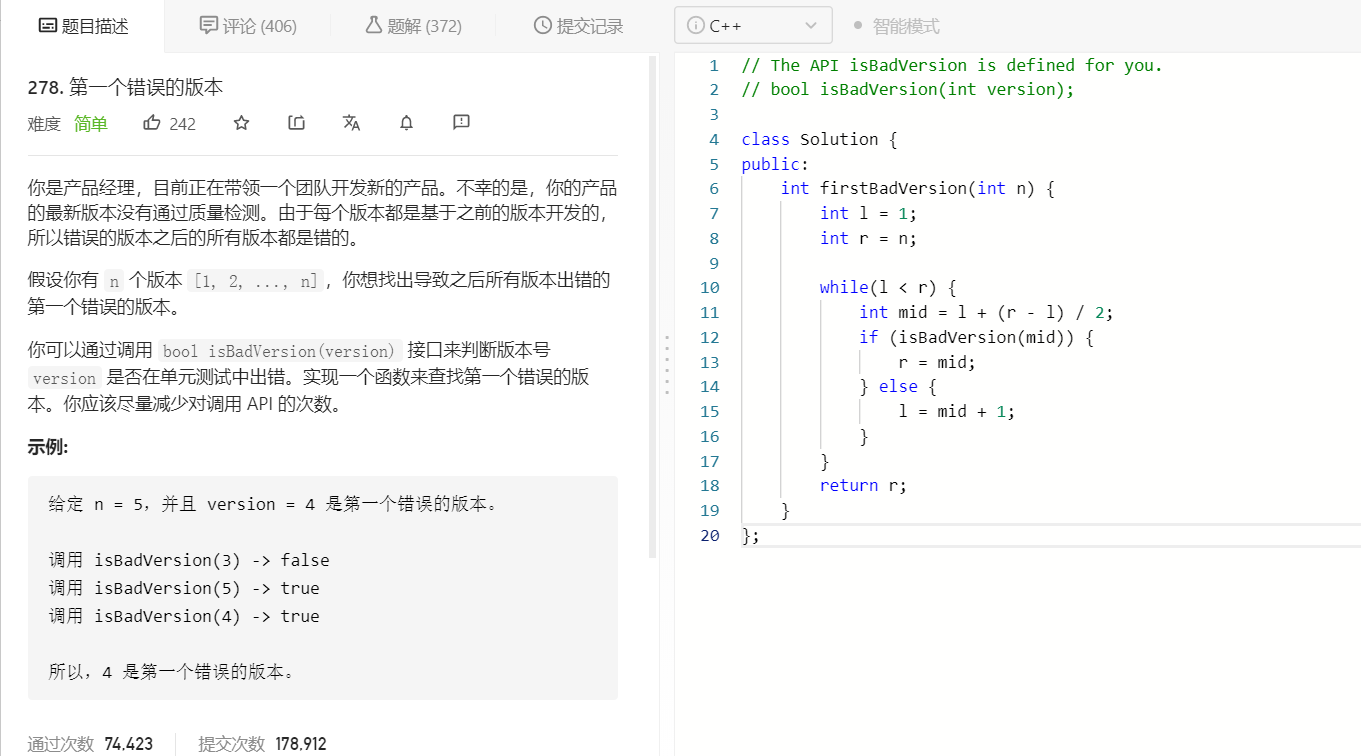 题目描述
评论 (406)
题解 (372)
提交记录
C++
智能模式
278. 第一个错误的版本
难度 简单 242
你是产品经理，目前正在带领一个团队开发新的产品。不幸的是，你的产品
的最新版本没有通过质量检测。由于每个版本都是基于之前的版本开发的，
所以错误的版本之后的所有版本都是错的。
假设你有 n 个版本 [1, 2, ..., n]，你想找出导致之后所有版本出错的
第一个错误的版本。
你可以通过调用 bool isBadVersion(version) 接口来判断版本号
version 是否在单元测试中出错。实现一个函数来查找第一个错误的版
本。你应该尽量减少对调用 API 的次数。
示例:
给定 n = 5，并且 version = 4 是第一个错误的版本。
调用 isBadVersion(3) -> false
调用 isBadVersion(5) -> true
调用 isBadVersion(4) -> true
所以，4 是第一个错误的版本。
通过次数 74,423 提交次数 178,912
1 // The API isBadVersion is defined for you.
2 // bool isBadVersion(int version);
3
4 class Solution {
5 public:
6     int firstBadVersion(int n) {
7         int l = 1;
8         int r = n;
9
10         while(l < r) {
11             int mid = l + (r - l) / 2;
12             if (isBadVersion(mid)) {
13                 r = mid;
14             } else {
15                 l = mid + 1;
16             }
17         }
18         return r;
19     }
20 };